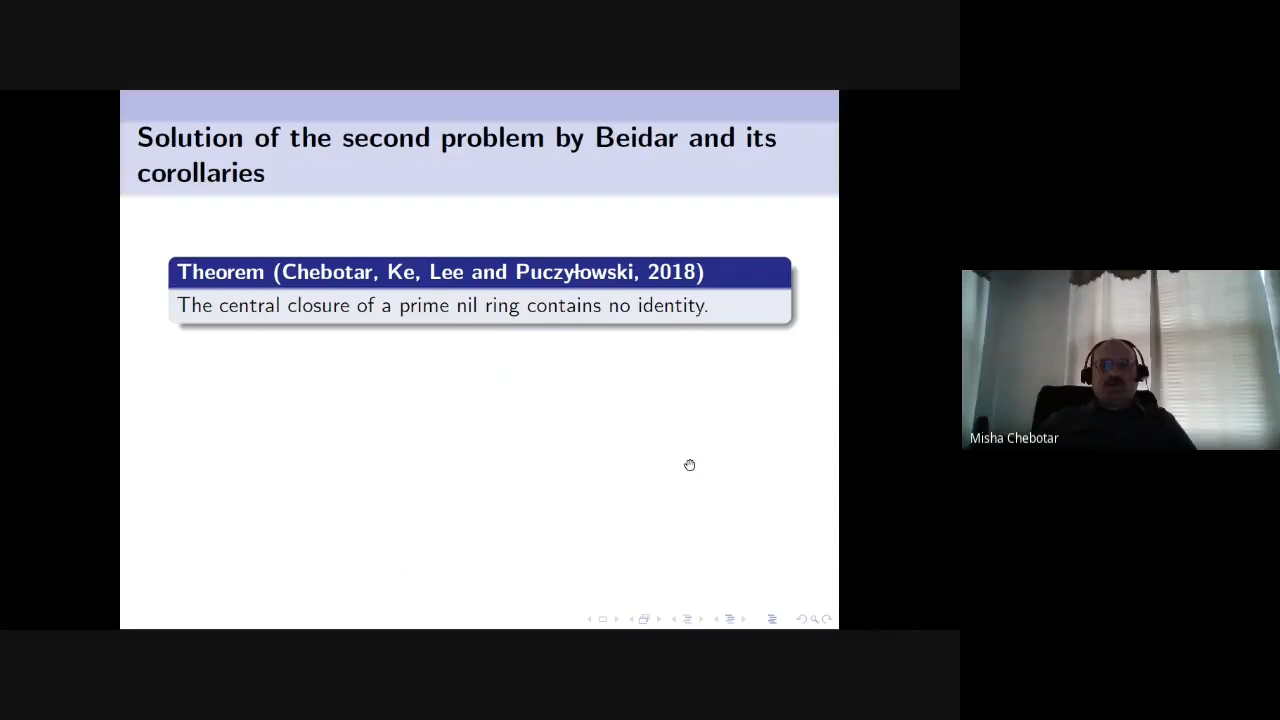 Solution of the second problem by Beidar and its
corollaries
Theorem (Chebotar, Ke, Lee and Puczyłowski, 2018)
The central closure of a prime nil ring contains no identity.
Misha Chebotar